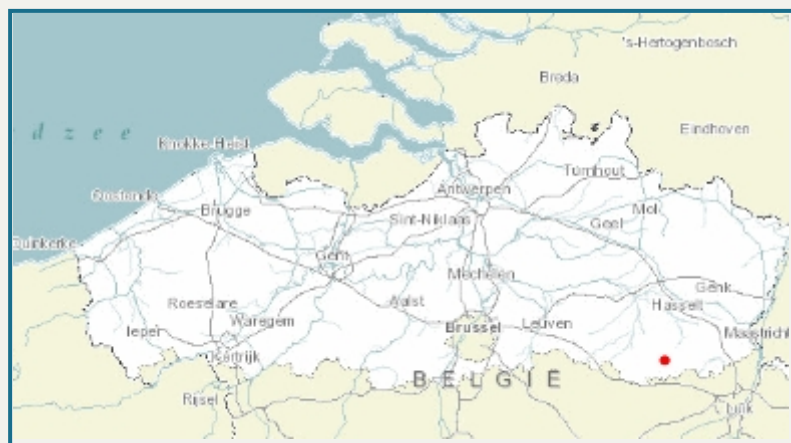 's-Hertogenbosch
Breda
d z e e
Eindhoven
Knokke-Heist
Turnhout
Antwerpen
Oostende
Mol
Brugge
Sint-Niklaas
Geel
Duinkerke
Gent
Mechelen
Genk
Roeselare
Aalst
Hasselt
Waregem
Brussel
Leuven
Ieper
Maastricht
Kortrijk
BELGIË
Rijsel
Luik